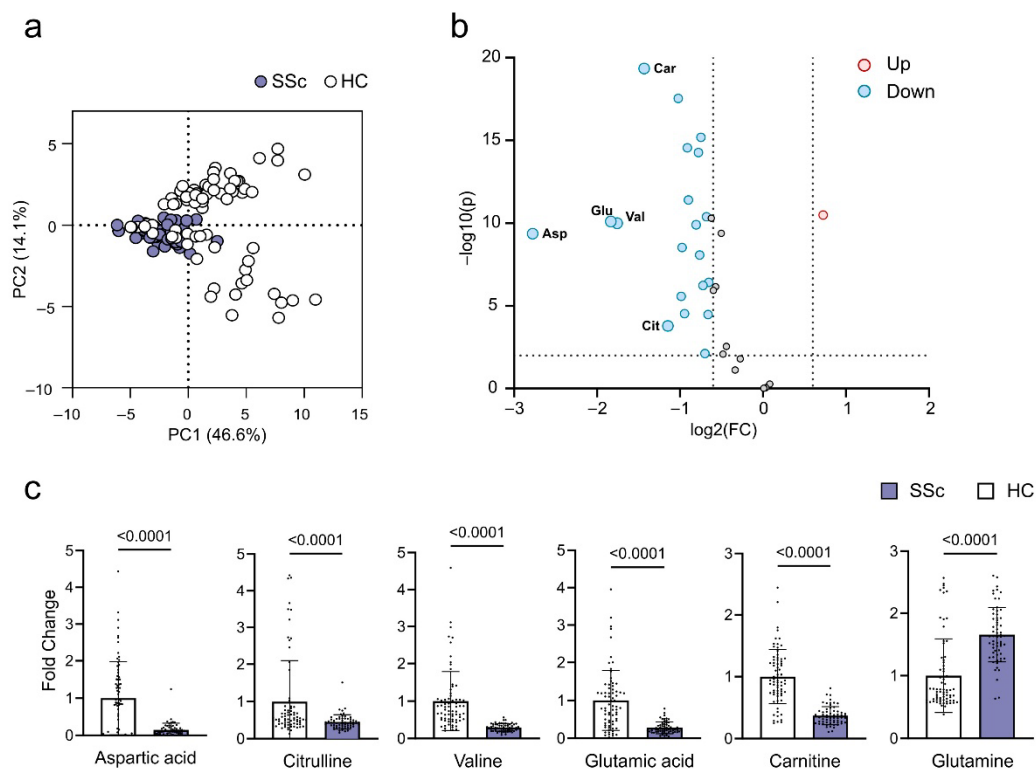 a
SSc HC
5
0
−5
−10
PC2 (14.1%)
−10 −5 0 5 10 15
PC1 (46.6%)
b
20
15
10
5
0
−log10(p)
Up
Down
Car
Glu
Val
Asp
Cit
−3 −2 −1 0 1 2
log2(FC)
c
SSc HC
Fold Change
<0.0001
5
4
3
2
1
0
Aspartic acid
<0.0001
5
4
3
2
1
0
Citrulline
<0.0001
5
4
3
2
1
0
Valine
<0.0001
5
4
3
2
1
0
Glutamic acid
<0.0001
3
2
1
0
Carnitine
<0.0001
3
2
1
0
Glutamine